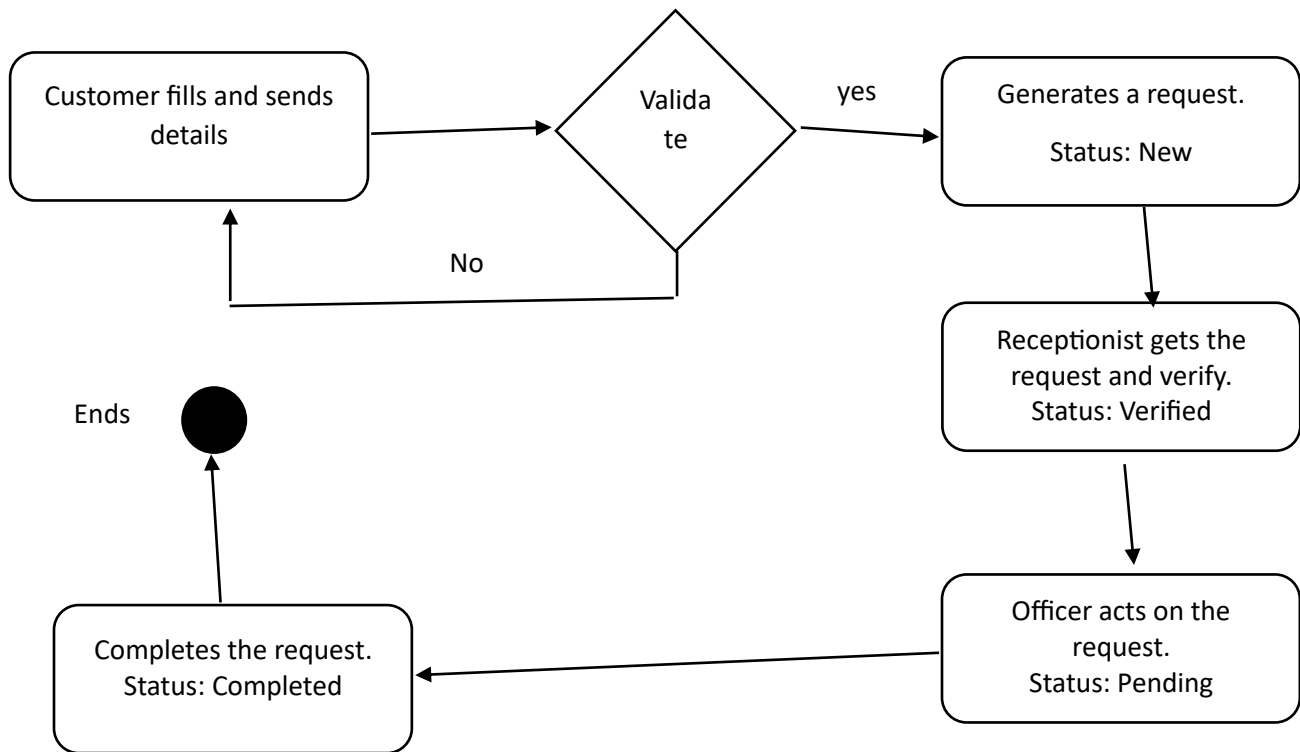 Customer fills and sends
details
Valida
te
yes
Generates a request.
Status: New
No
Receptionist gets the
request and verify.
Status: Verified
Ends
Officer acts on the
request.
Status: Pending
Completes the request.
Status: Completed